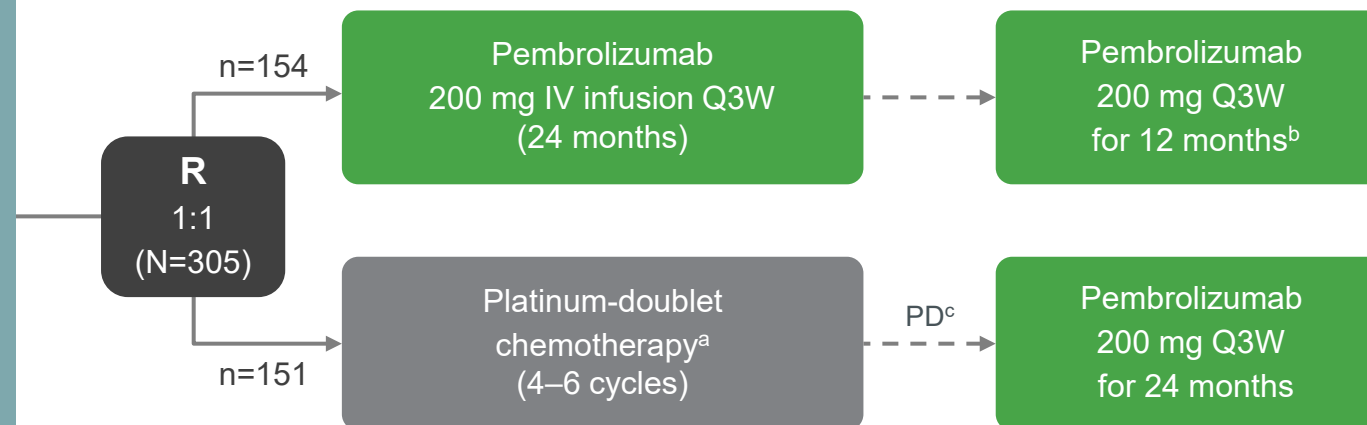 n=154
Pembrolizumab
200 mg IV infusion Q3W
(24 months)
Pembrolizumab
200 mg Q3W
for 12 monthsᵇ
R
1:1
(N=305)
n=151
Platinum-doublet
chemotherapyᵃ
(4–6 cycles)
PDᶜ
Pembrolizumab
200 mg Q3W
for 24 months